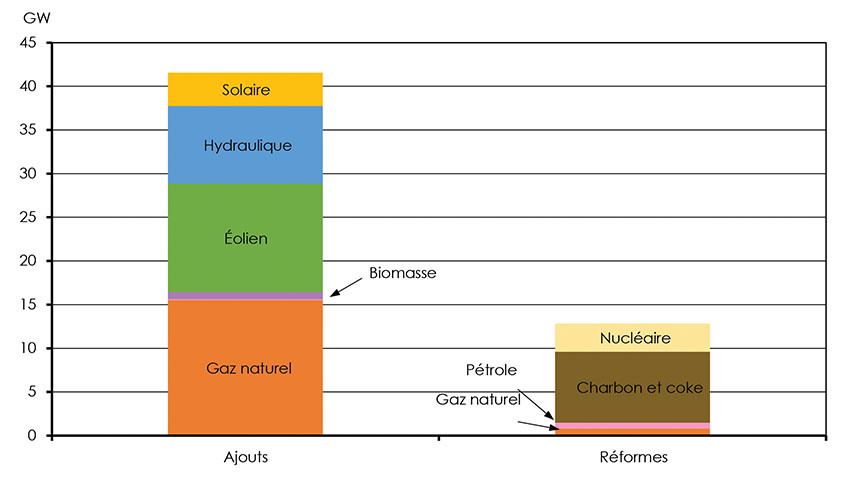 GW
45
40
35
30
25
20
15
10
5
0
Solaire
Hydraulique
Éolien
Biomasse
Gaz naturel
Nucléaire
Pétrole
Charbon et coke
Gaz naturel
Ajouts
Réformes